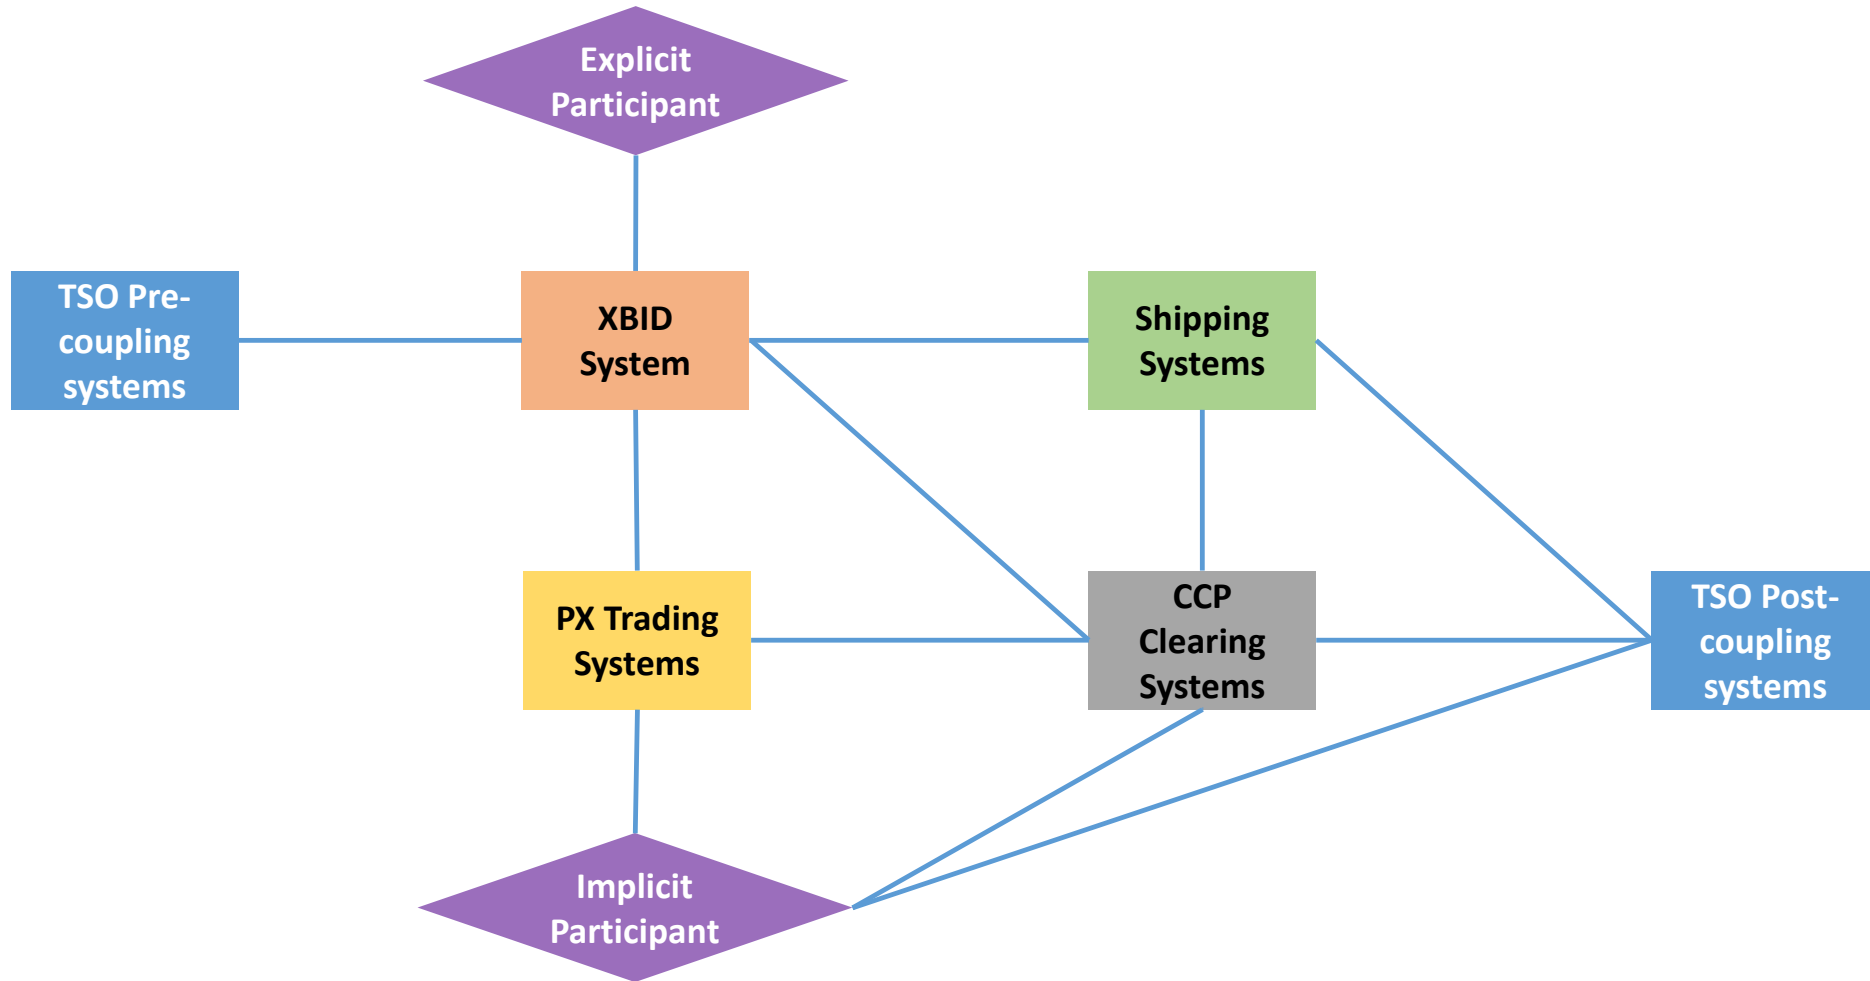 Explicit
Participant
TSO Pre-
coupling
systems
XBID
System
Shipping
Systems
PX Trading
Systems
CCP
Clearing
Systems
TSO Post-
coupling
systems
Implicit
Participant